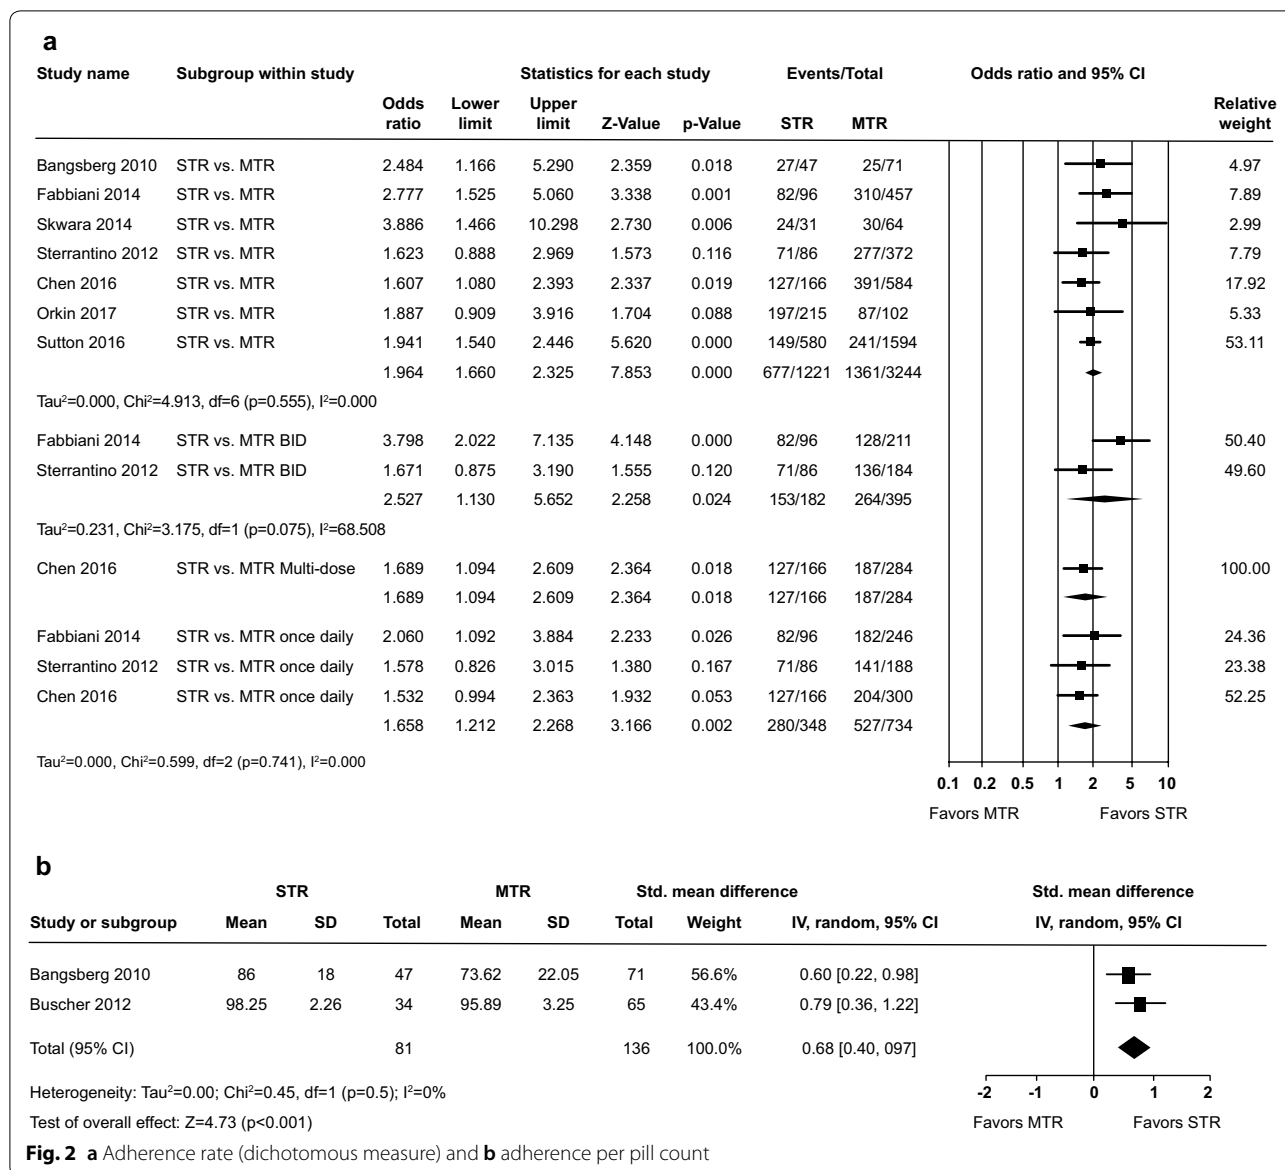 a
Study name Subgroup within study Statistics for each study Events/Total Odds ratio and 95% CI
Odds ratio Lower limit Upper limit Z-Value p-Value STR MTR Relative weight
Bangsberg 2010 STR vs. MTR 2.484 1.166 5.290 2.359 0.018 27/47 25/71 4.97
Fabbiani 2014 STR vs. MTR 2.777 1.525 5.060 3.338 0.001 82/96 310/457 7.89
Skwara 2014 STR vs. MTR 3.886 1.466 10.298 2.730 0.006 24/31 30/64 2.99
Sterrantino 2012 STR vs. MTR 1.623 0.888 2.969 1.573 0.116 71/86 277/372 7.79
Chen 2016 STR vs. MTR 1.607 1.080 2.393 2.337 0.019 127/166 391/584 17.92
Orkin 2017 STR vs. MTR 1.887 0.909 3.916 1.704 0.088 197/215 87/102 5.33
Sutton 2016 STR vs. MTR 1.941 1.540 2.446 5.620 0.000 149/580 241/1594 53.11
1.964 1.660 2.325 7.853 0.000 677/1221 1361/3244
Tau²=0.000, Chi²=4.913, df=6 (p=0.555), I²=0.000
Fabbiani 2014 STR vs. MTR BID 3.798 2.022 7.135 4.148 0.000 82/96 128/211 50.40
Sterrantino 2012 STR vs. MTR BID 1.671 0.875 3.190 1.555 0.120 71/86 136/184 49.60
2.527 1.130 5.652 2.258 0.024 153/182 264/395
Tau²=0.231, Chi²=3.175, df=1 (p=0.075), I²=68.508
Chen 2016 STR vs. MTR Multi-dose 1.689 1.094 2.609 2.364 0.018 127/166 187/284 100.00
1.689 1.094 2.609 2.364 0.018 127/166 187/284
Fabbiani 2014 STR vs. MTR once daily 2.060 1.092 3.884 2.233 0.026 82/96 182/246 24.36
Sterrantino 2012 STR vs. MTR once daily 1.578 0.826 3.015 1.380 0.167 71/86 141/188 23.38
Chen 2016 STR vs. MTR once daily 1.532 0.994 2.363 1.932 0.053 127/166 204/300 52.25
1.658 1.212 2.268 3.166 0.002 280/348 527/734
Tau²=0.000, Chi²=0.599, df=2 (p=0.741), I²=0.000
0.1 0.2 0.5 1 2 5 10
Favors MTR Favors STR
b
STR MTR Std. mean difference Std. mean difference
Study or subgroup Mean SD Total Mean SD Total Weight IV, random, 95% CI IV, random, 95% CI
Bangsberg 2010 86 18 47 73.62 22.05 71 56.6% 0.60 [0.22, 0.98]
Buscher 2012 98.25 2.26 34 95.89 3.25 65 43.4% 0.79 [0.36, 1.22]
Total (95% CI) 81 136 100.0% 0.68 [0.40, 097]
Heterogeneity: Tau²=0.00; Chi²=0.45, df=1 (p=0.5); I²=0%
-2 -1 0 1 2
Test of overall effect: Z=4.73 (p<0.001)
Favors MTR Favors STR
Fig. 2 a Adherence rate (dichotomous measure) and b adherence per pill count